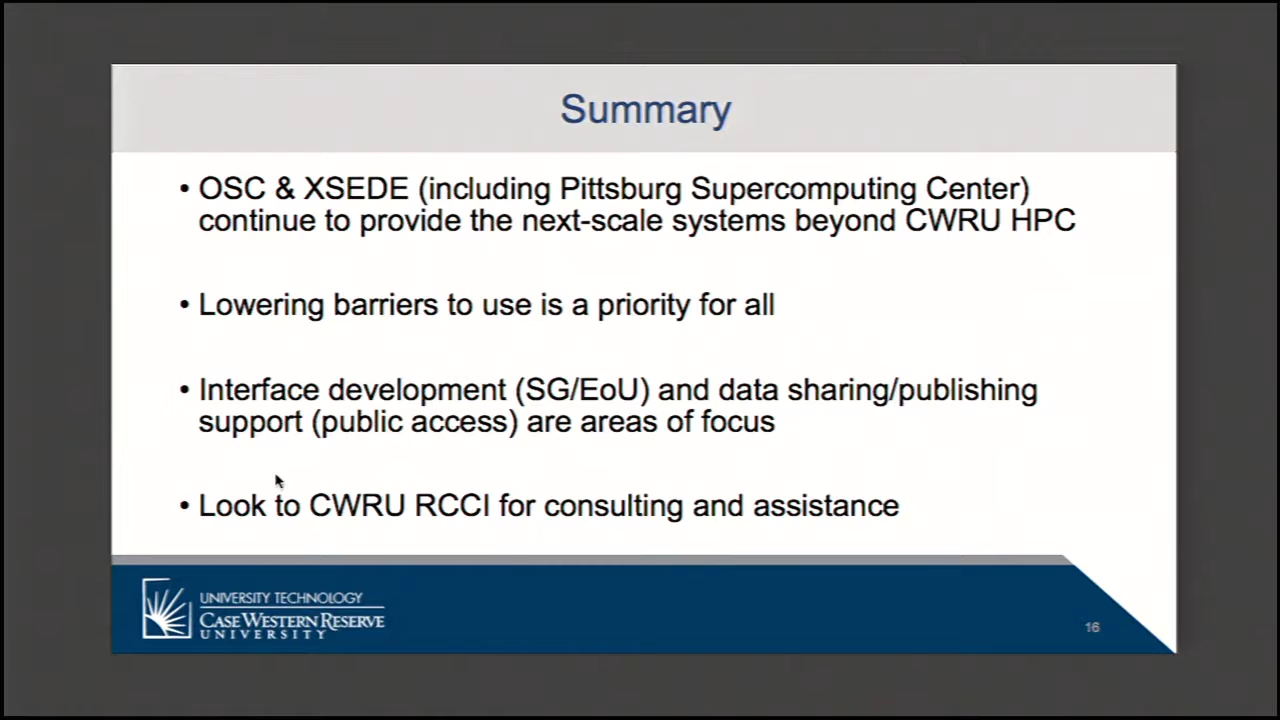 Summary
• OSC & XSEDE (including Pittsburg Supercomputing Center)
continue to provide the next-scale systems beyond CWRU HPC
• Lowering barriers to use is a priority for all
• Interface development (SG/EoU) and data sharing/publishing
support (public access) are areas of focus
• Look to CWRU RCCI for consulting and assistance
UNIVERSITY TECHNOLOGY
CASE WESTERN RESERVE
UNIVERSITY
16